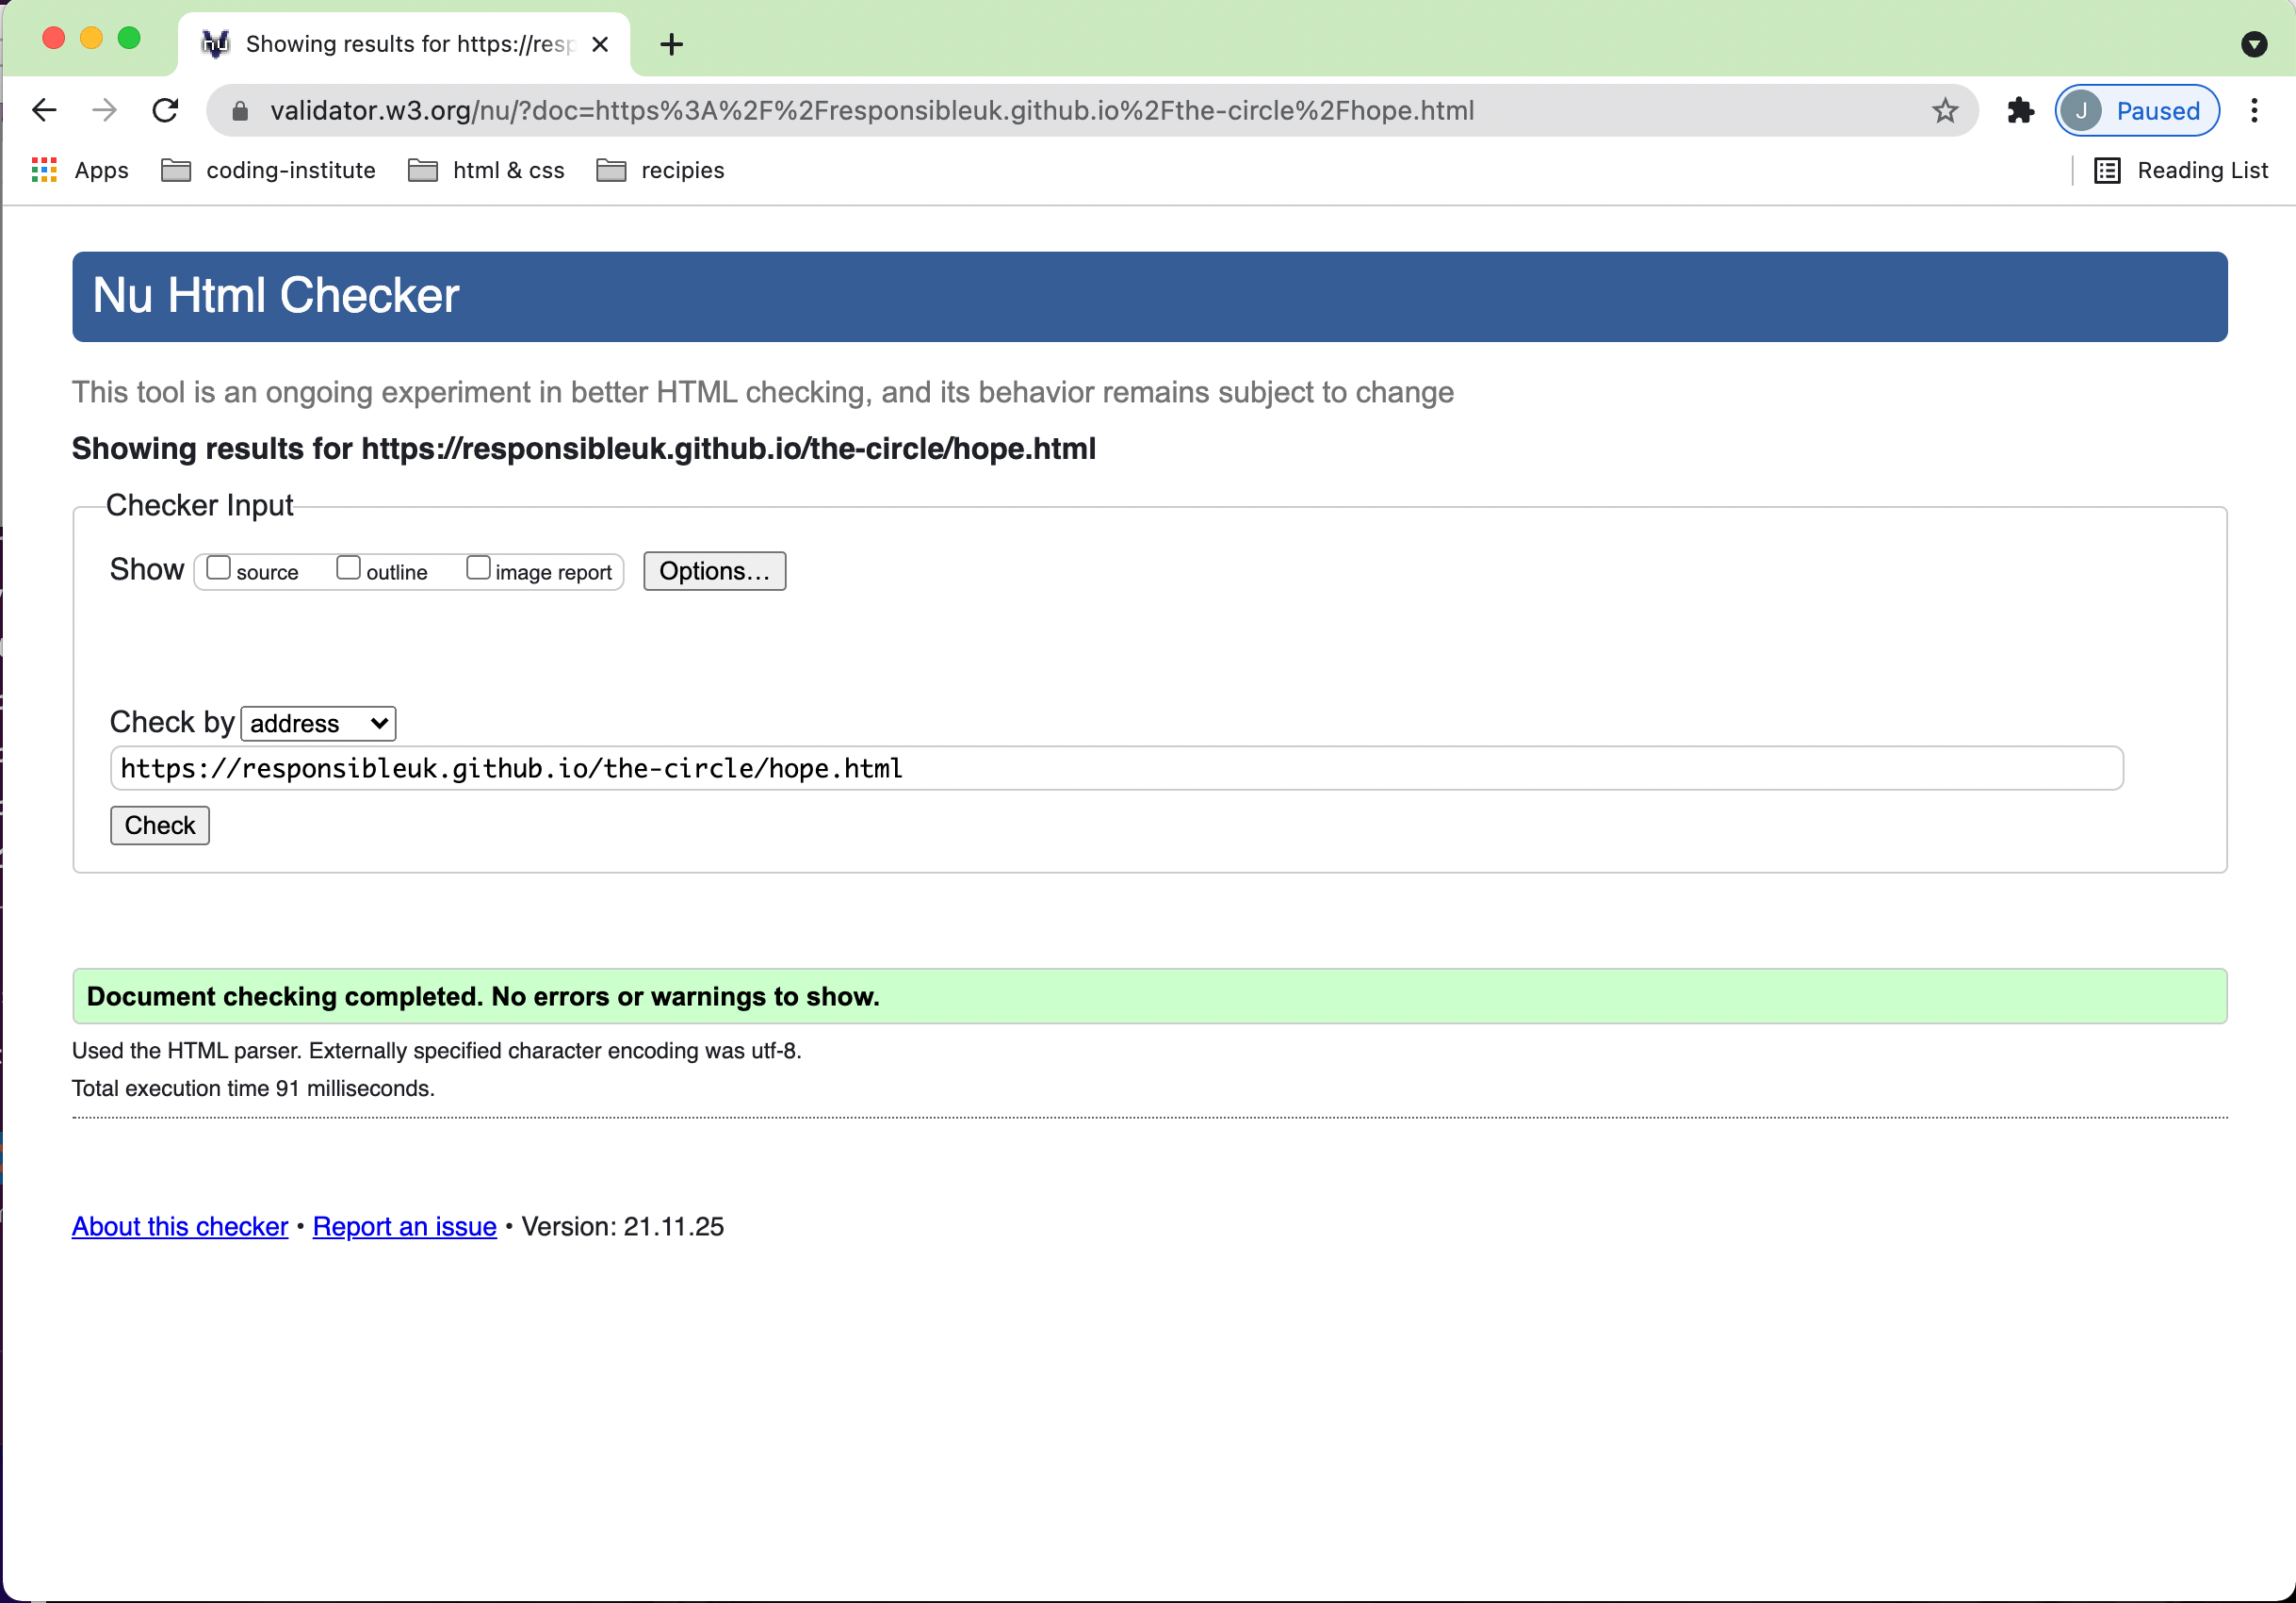 Showing results for https://resp
validator.w3.org/nu/?doc=https%3A%2F%2Fresponsibleuk.github.io%2Fthe-circle%2Fhope.html
J Paused
Apps coding-institute html & css recipies Reading List
Nu Html Checker
This tool is an ongoing experiment in better HTML checking, and its behavior remains subject to change
Showing results for https://responsibleuk.github.io/the-circle/hope.html
Checker Input
Show source outline image report Options...
Check by address
https://responsibleuk.github.io/the-circle/hope.html
Check
Document checking completed. No errors or warnings to show.
Used the HTML parser. Externally specified character encoding was utf-8.
Total execution time 91 milliseconds.
About this checker • Report an issue • Version: 21.11.25